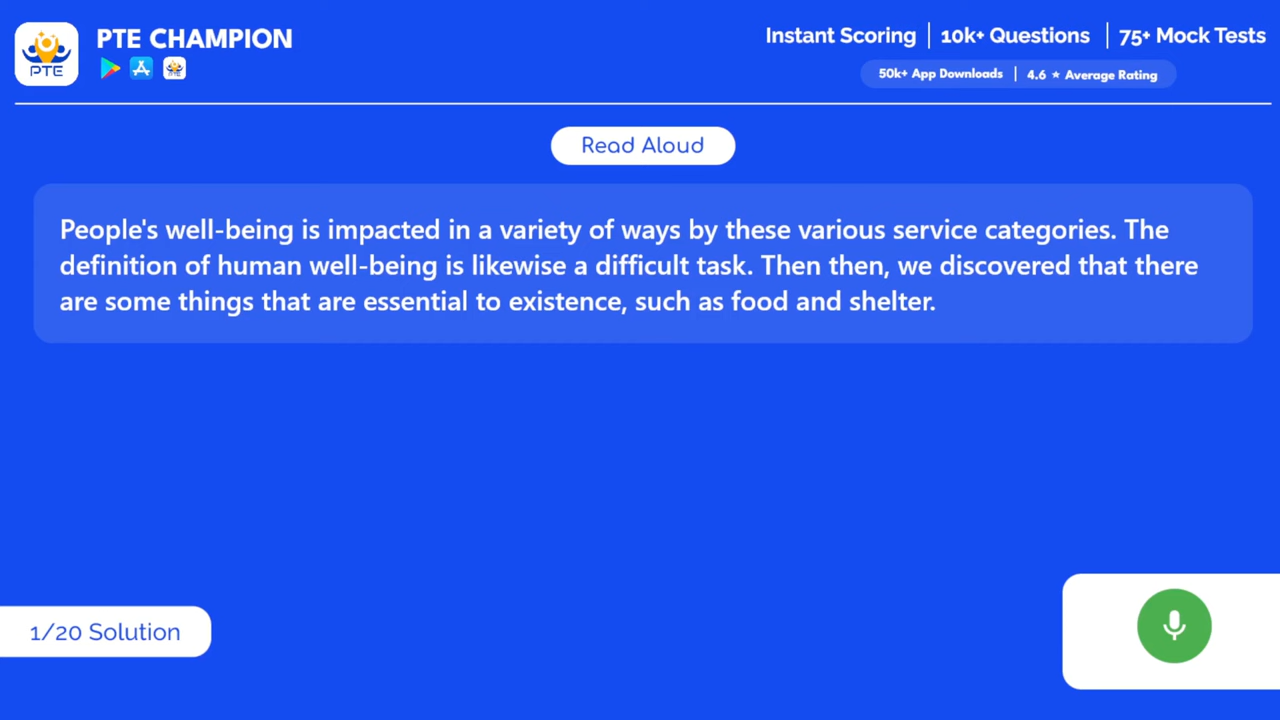 PTE CHAMPION
PTE
Instant Scoring | 10k+ Questions | 75+ Mock Tests
50k+ App Downloads | 4.6 ★ Average Rating
Read Aloud
People's well-being is impacted in a variety of ways by these various service categories. The
definition of human well-being is likewise a difficult task. Then then, we discovered that there
are some things that are essential to existence, such as food and shelter.
1/20 Solution